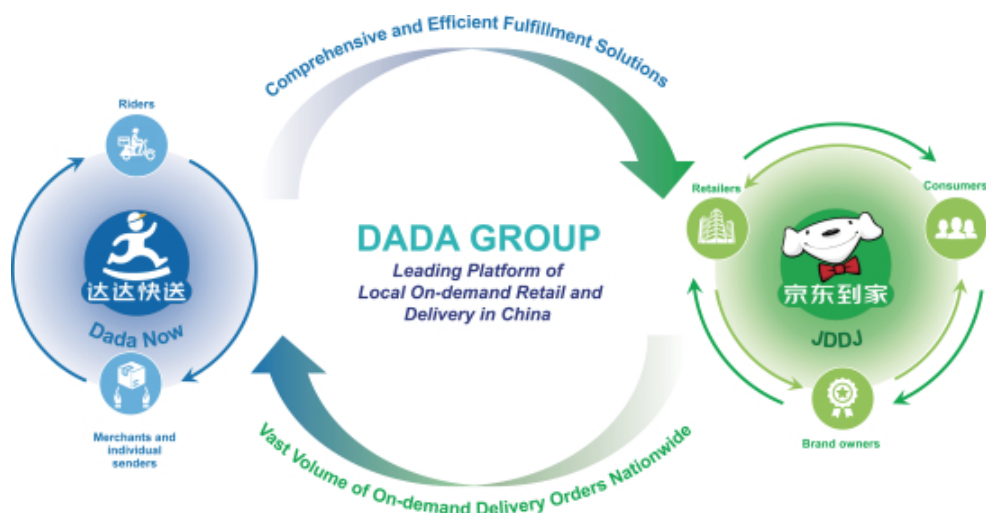 Comprehensive and Efficient Fulfillment Solutions
Riders
达达快送
Dada Now
Merchants and
individual
senders
DADA GROUP
Leading Platform of
Local On-demand Retail and
Delivery in China
Retailers
Consumers
京东到家
JDDJ
Brand owners
Vast Volume of On-demand Delivery Orders Nationwide